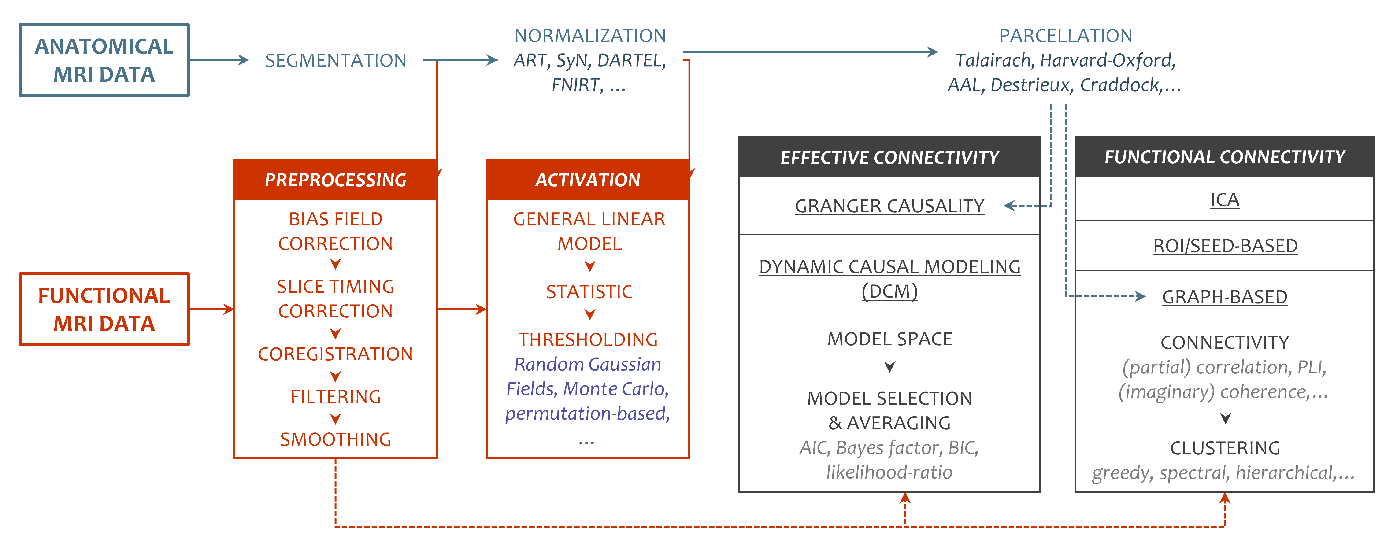 ANATOMICAL
MRI DATA
SEGMENTATION
NORMALIZATION
ART, SyN, DARTEL,
FNIRT, ...
PARCELLATION
Talairach, Harvard-Oxford,
AAL, Destrieux, Craddock,...
FUNCTIONAL
MRI DATA
PREPROCESSING
BIAS FIELD
CORRECTION
SLICE TIMING
CORRECTION
COREGISTRATION
FILTERING
SMOOTHING
ACTIVATION
GENERAL LINEAR
MODEL
STATISTIC
THRESHOLDING
Random Gaussian
Fields, Monte Carlo,
permutation-based,
...
EFFECTIVE CONNECTIVITY
GRANGER CAUSALITY
DYNAMIC CAUSAL MODELING
(DCM)
MODEL SPACE
MODEL SELECTION
& AVERAGING
AIC, Bayes factor, BIC,
likelihood-ratio
FUNCTIONAL CONNECTIVITY
ICA
ROI/SEED-BASED
GRAPH-BASED
CONNECTIVITY
(partial) correlation, PLI,
(imaginary) coherence,...
CLUSTERING
greedy, spectral, hierarchical,...